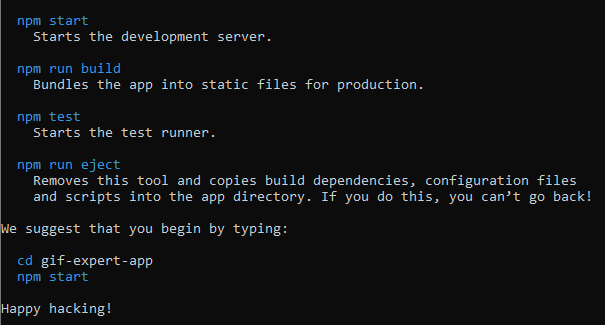 npm start
Starts the development server.
npm run build
Bundles the app into static files for production.
npm test
Starts the test runner.
npm run eject
Removes this tool and copies build dependencies, configuration files
and scripts into the app directory. If you do this, you can’t go back!
We suggest that you begin by typing:
cd gif-expert-app
npm start
Happy hacking!